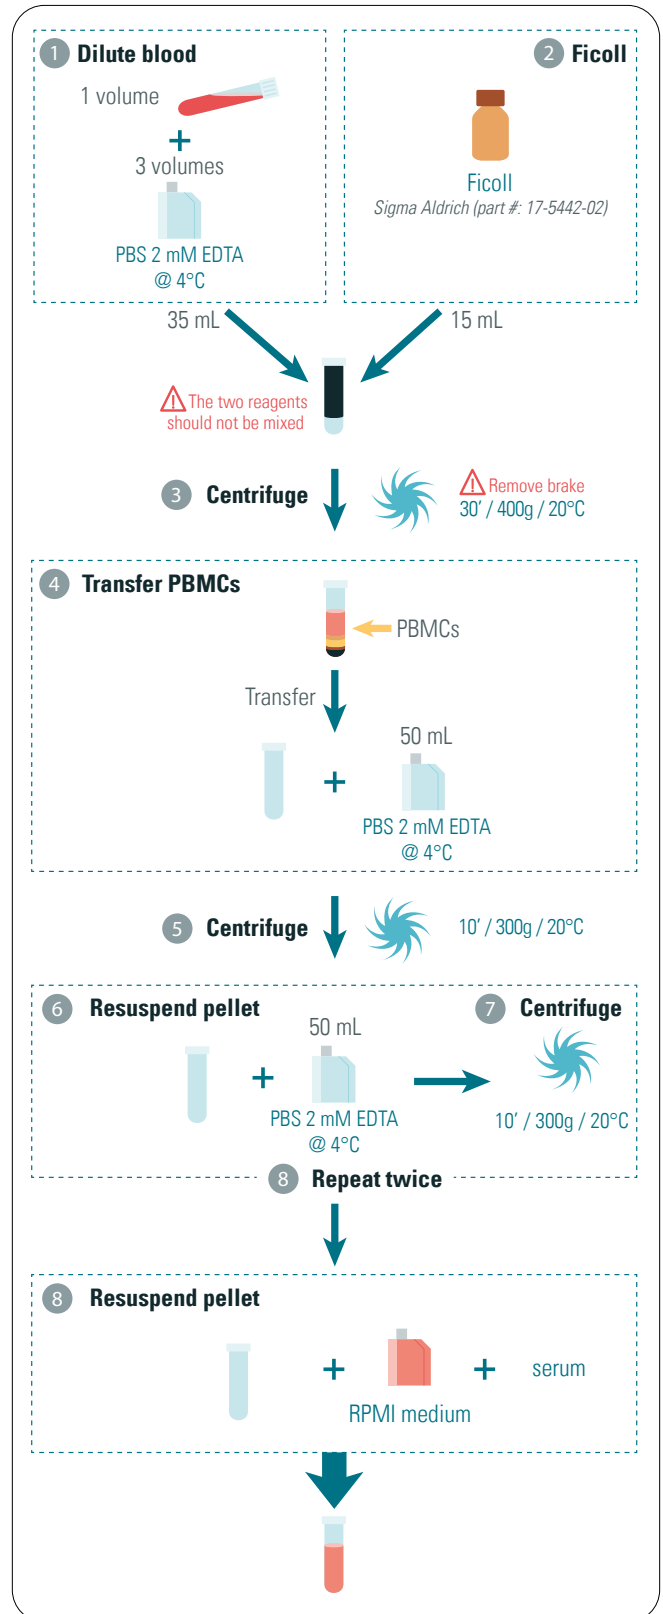 1 Dilute blood
1 volume
+
3 volumes
PBS 2 mM EDTA
@ 4°C
2 Ficoll
Ficoll
Sigma Aldrich (part #: 17-5442-02)
35 mL
15 mL
The two reagents
should not be mixed
3 Centrifuge
Remove brake
30′ / 400g / 20°C
4 Transfer PBMCs
PBMCs
Transfer
50 mL
+
PBS 2 mM EDTA
@ 4°C
5 Centrifuge
10′ / 300g / 20°C
6 Resuspend pellet
50 mL
+
PBS 2 mM EDTA
@ 4°C
7 Centrifuge
10′ / 300g / 20°C
8 Repeat twice
8 Resuspend pellet
+
RPMI medium
+
serum